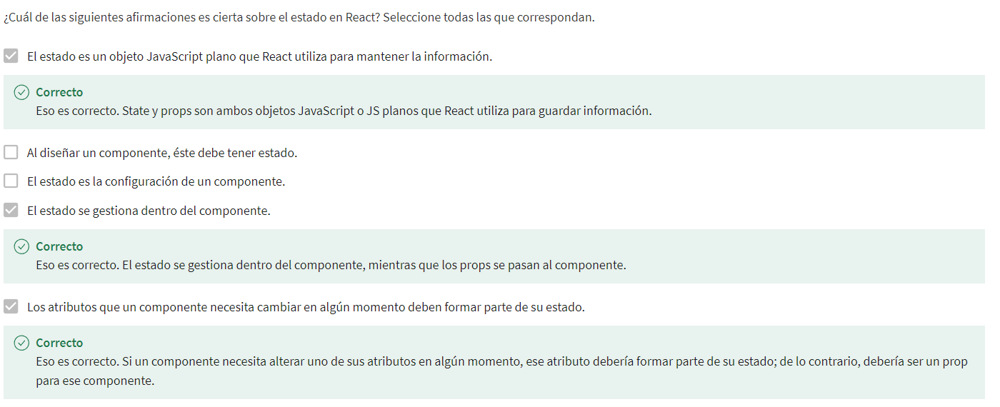 ¿Cuál de las siguientes afirmaciones es cierta sobre el estado en React? Seleccione todas las que correspondan.
El estado es un objeto JavaScript plano que React utiliza para mantener la información.
Correcto
Eso es correcto. State y props son ambos objetos JavaScript o JS planos que React utiliza para guardar información.
Al diseñar un componente, éste debe tener estado.
El estado es la configuración de un componente.
El estado se gestiona dentro del componente.
Correcto
Eso es correcto. El estado se gestiona dentro del componente, mientras que los props se pasan al componente.
Los atributos que un componente necesita cambiar en algún momento deben formar parte de su estado.
Correcto
Eso es correcto. Si un componente necesita alterar uno de sus atributos en algún momento, ese atributo debería formar parte de su estado; de lo contrario, debería ser un prop
para ese componente.